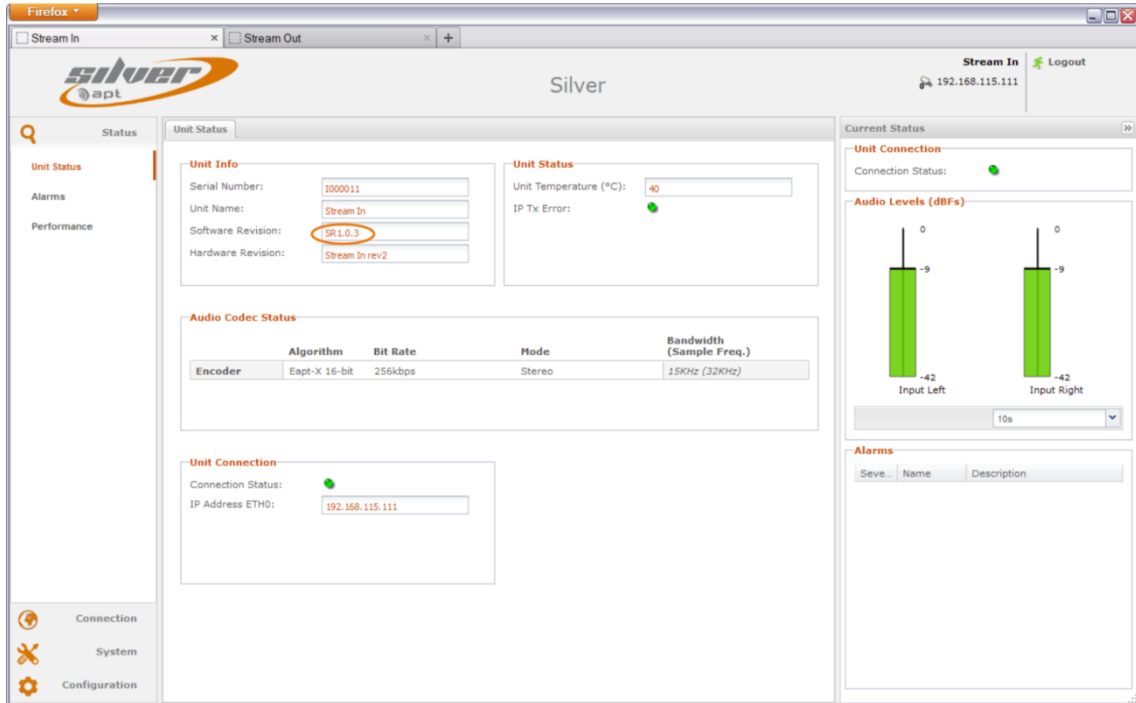 Firefox
Stream In
Stream Out
silver
apt
Silver
Stream In
192.168.115.111
Logout
Status
Unit Status
Alarms
Performance
Connection
System
Configuration
Unit Status
Unit Info
Serial Number: I000011
Unit Name: Stream In
Software Revision: SR1.0.3
Hardware Revision: Stream In rev2
Unit Status
Unit Temperature (°C): 40
IP Tx Error:
Audio Codec Status
Algorithm Bit Rate Mode Bandwidth
(Sample Freq.)
Encoder Eapt-X 16-bit 256kbps Stereo 15KHz (32KHz)
Unit Connection
Connection Status:
IP Address ETH0: 192.168.115.111
Current Status
Unit Connection
Connection Status:
Audio Levels (dBFs)
0 0
-9 -9
-42 -42
Input Left Input Right
10s
Alarms
Seve... Name Description